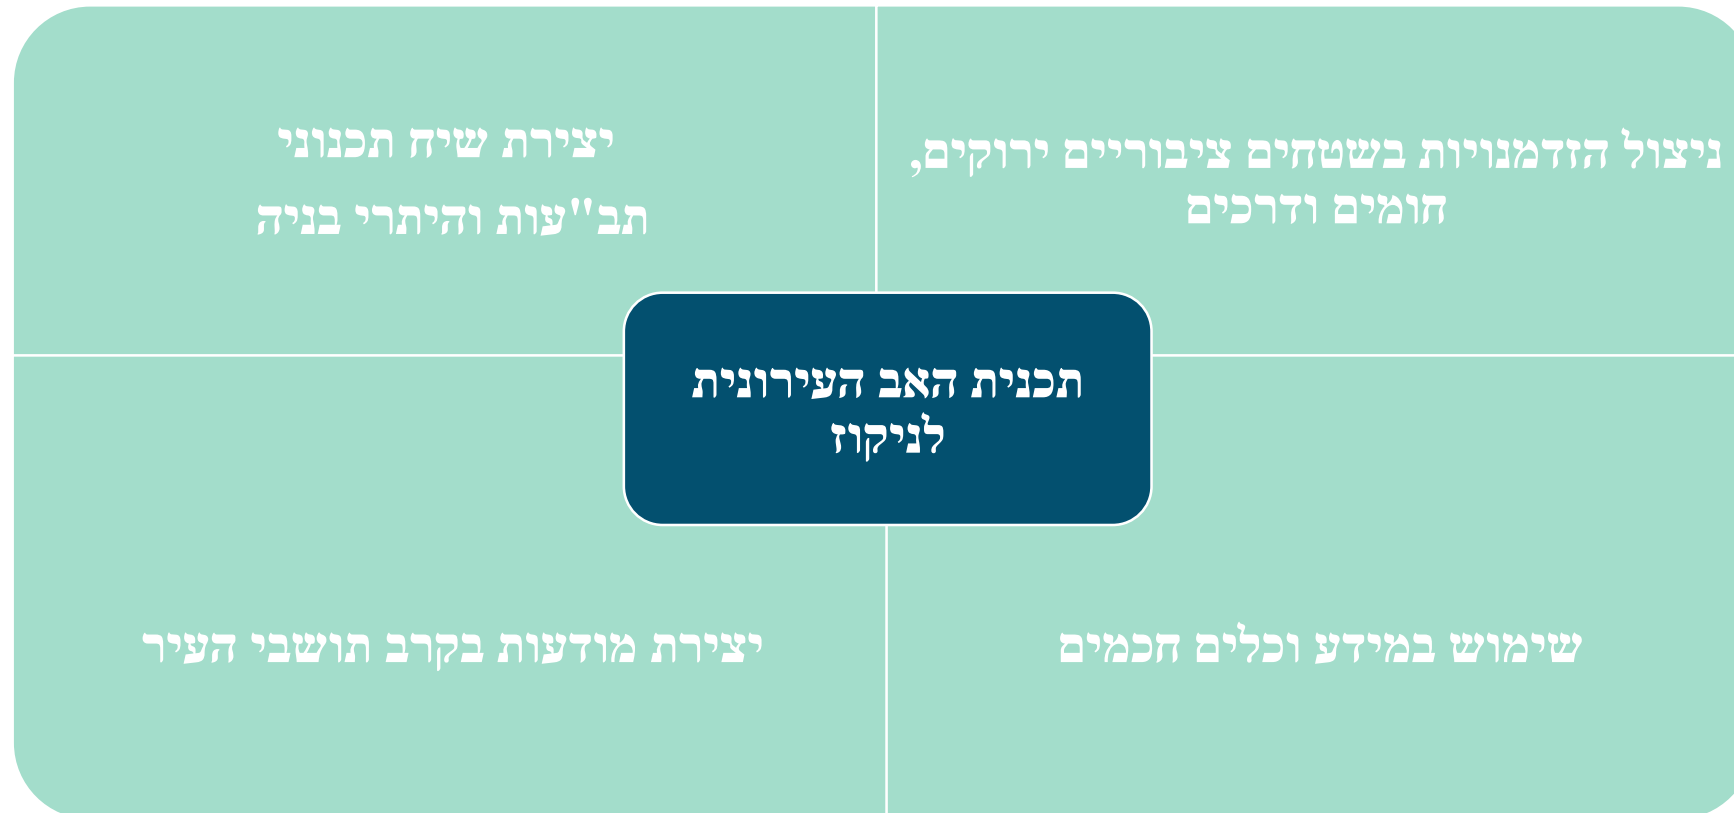 ניצול הזדמנויות בשטחים ציבוריים ירוקים,
חומים ודרכים
יצירת שיח תכנוני
תב"עות והיתרי בניה
תכנית האב העירונית
לניקוז
שימוש במידע וכלים חכמים
יצירת מודעות בקרב תושבי העיר